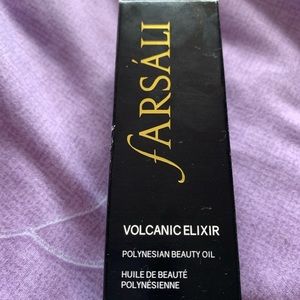 fARSÁLI
VOLCANIC ELIXIR
POLYNESIAN BEAUTY OIL
HUILE DE BEAUTÉ
POLYNÉSIENNE